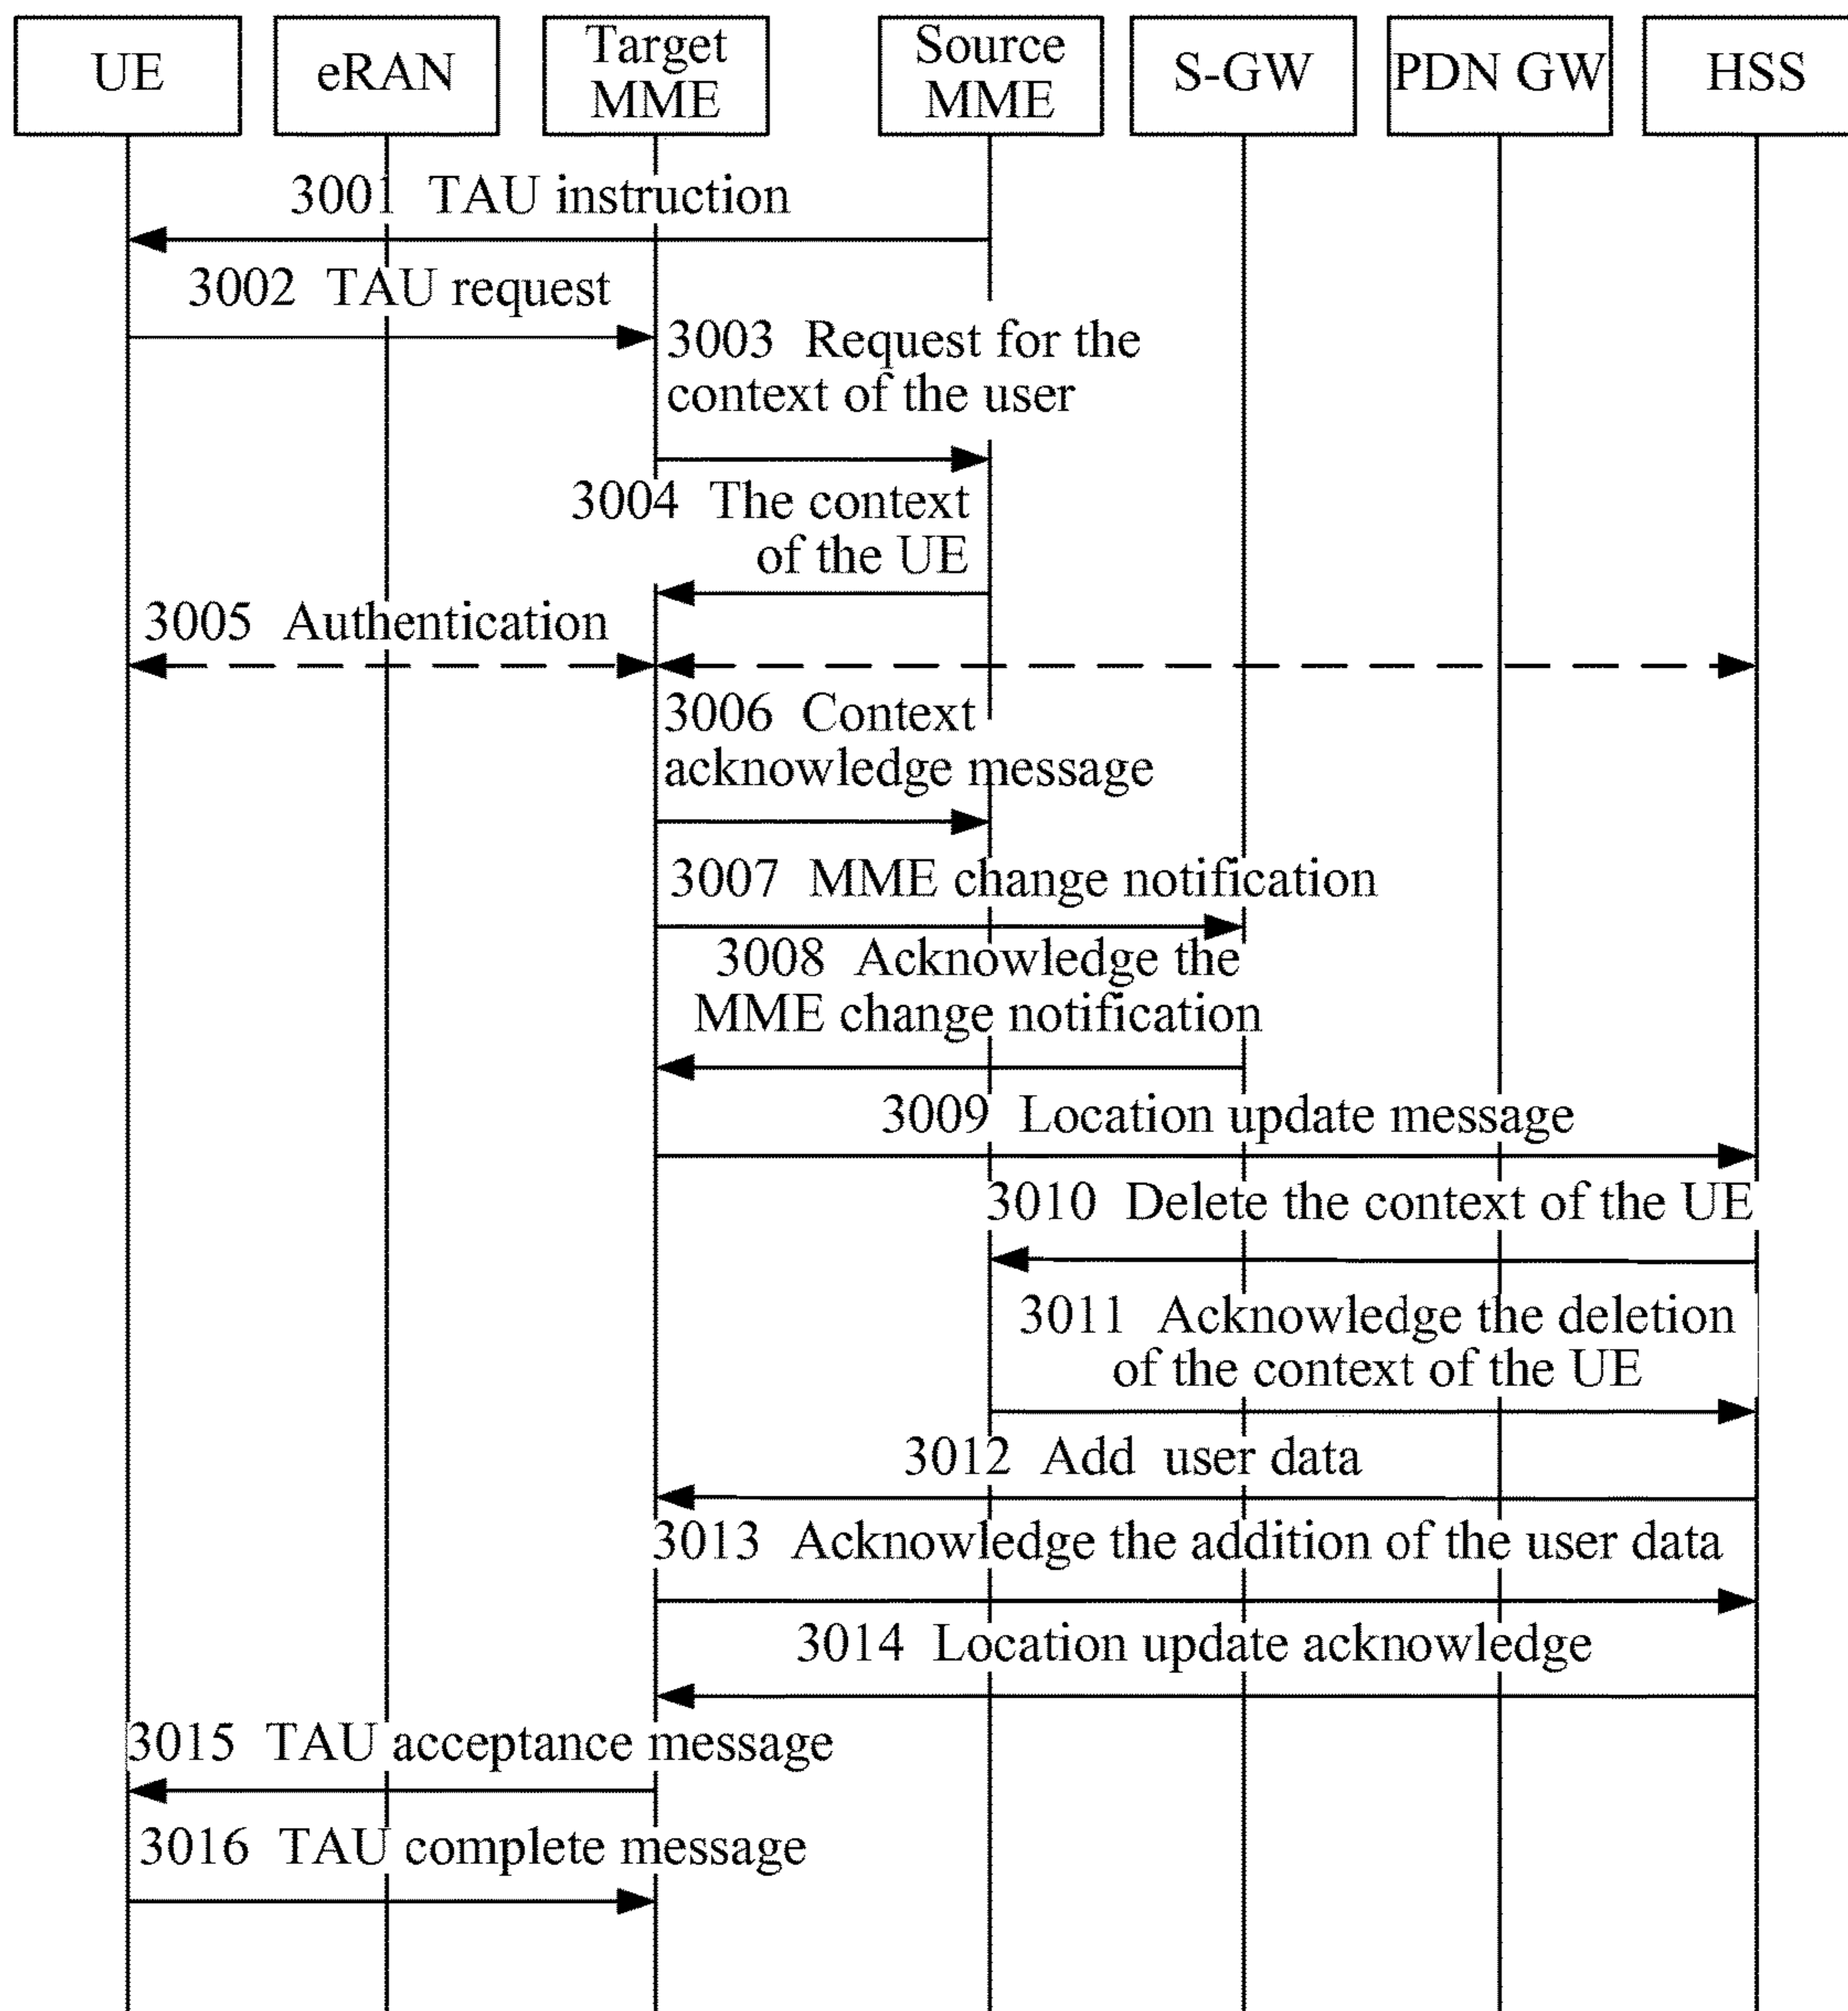 UE
eRAN
Target
MME
Source
MME
S-GW
PDN GW
HSS
3001 TAU instruction
3002 TAU request
3003 Request for the
context of the user
3004 The context
of the UE
3005 Authentication
3006 Context
acknowledge message
3007 MME change notification
3008 Acknowledge the
MME change notification
3009 Location update message
3010 Delete the context of the UE
3011 Acknowledge the deletion
of the context of the UE
3012 Add user data
3013 Acknowledge the addition of the user data
3014 Location update acknowledge
3015 TAU acceptance message
3016 TAU complete message